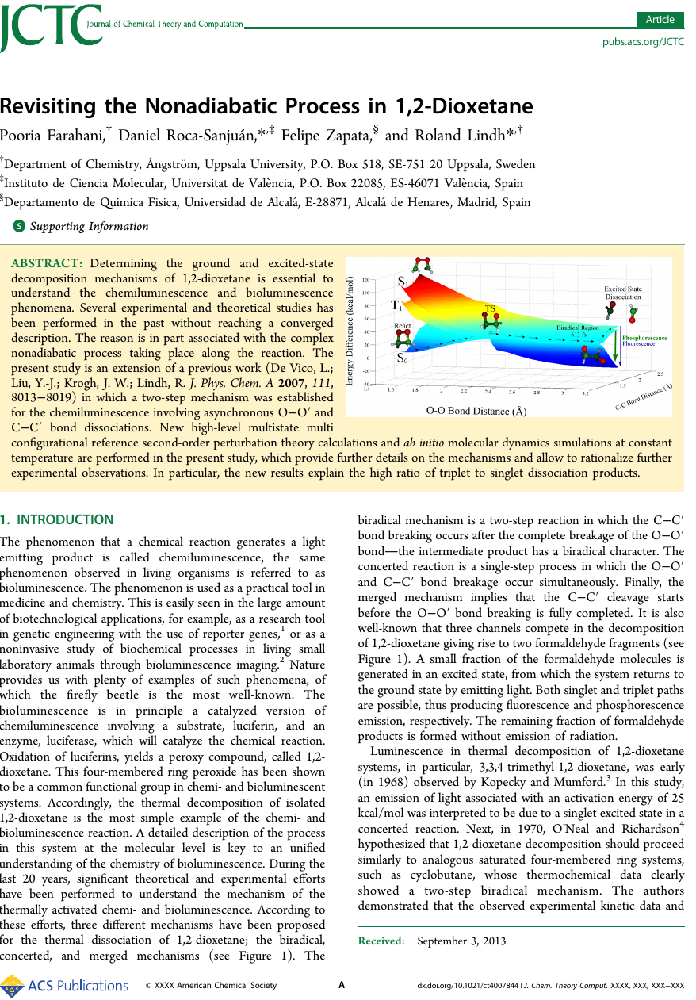 JCTC
Journal of Chemical Theory and Computation
Article
pubs.acs.org/JCTC
Revisiting the Nonadiabatic Process in 1,2-Dioxetane
Pooria Farahani,† Daniel Roca-Sanjuán,*,‡ Felipe Zapata,§ and Roland Lindh*,†
†Department of Chemistry, Ångström, Uppsala University, P.O. Box 518, SE-751 20 Uppsala, Sweden
‡Instituto de Ciencia Molecular, Universitat de València, P.O. Box 22085, ES-46071 València, Spain
§Departamento de Quimica Fisica, Universidad de Alcalá, E-28871, Alcalá de Henares, Madrid, Spain
S Supporting Information
ABSTRACT: Determining the ground and excited-state
decomposition mechanisms of 1,2-dioxetane is essential to
understand the chemiluminescence and bioluminescence
phenomena. Several experimental and theoretical studies has
been performed in the past without reaching a converged
description. The reason is in part associated with the complex
nonadiabatic process taking place along the reaction. The
present study is an extension of a previous work (De Vico, L.;
Liu, Y.-J.; Krogh, J. W.; Lindh, R. J. Phys. Chem. A 2007, 111,
8013−8019) in which a two-step mechanism was established
for the chemiluminescence involving asynchronous O−O′ and
C−C′ bond dissociations. New high-level multistate multi
configurational reference second-order perturbation theory calculations and ab initio molecular dynamics simulations at constant
temperature are performed in the present study, which provide further details on the mechanisms and allow to rationalize further
experimental observations. In particular, the new results explain the high ratio of triplet to singlet dissociation products.
Energy Difference (kcal/mol)
120
100
80
60
40
20
0
-20
-40
S1
T1
React
S0
TS
Biradical Region
613 fs
Excited State
Dissociation
Phosphorescence
Fluorescence
1.4
1.6
1.8
2
2.2
2.4
2.6
2.8
3
3.2
1
1.5
2
2.5
O-O Bond Distance (Å)
C-C Bond Distance (Å)
1. INTRODUCTION
The phenomenon that a chemical reaction generates a light
emitting product is called chemiluminescence, the same
phenomenon observed in living organisms is referred to as
bioluminescence. The phenomenon is used as a practical tool in
medicine and chemistry. This is easily seen in the large amount
of biotechnological applications, for example, as a research tool
in genetic engineering with the use of reporter genes,1 or as a
noninvasive study of biochemical processes in living small
laboratory animals through bioluminescence imaging.2 Nature
provides us with plenty of examples of such phenomena, of
which the firefly beetle is the most well-known. The
bioluminescence is in principle a catalyzed version of
chemiluminescence involving a substrate, luciferin, and an
enzyme, luciferase, which will catalyze the chemical reaction.
Oxidation of luciferins, yields a peroxy compound, called 1,2-
dioxetane. This four-membered ring peroxide has been shown
to be a common functional group in chemi- and bioluminescent
systems. Accordingly, the thermal decomposition of isolated
1,2-dioxetane is the most simple example of the chemi- and
bioluminescence reaction. A detailed description of the process
in this system at the molecular level is key to an unified
understanding of the chemistry of bioluminescence. During the
last 20 years, significant theoretical and experimental efforts
have been performed to understand the mechanism of the
thermally activated chemi- and bioluminescence. According to
these efforts, three different mechanisms have been proposed
for the thermal dissociation of 1,2-dioxetane; the biradical,
concerted, and merged mechanisms (see Figure 1). The
biradical mechanism is a two-step reaction in which the C−C′
bond breaking occurs after the complete breakage of the O−O′
bond—the intermediate product has a biradical character. The
concerted reaction is a single-step process in which the O−O′
and C−C′ bond breakage occur simultaneously. Finally, the
merged mechanism implies that the C−C′ cleavage starts
before the O−O′ bond breaking is fully completed. It is also
well-known that three channels compete in the decomposition
of 1,2-dioxetane giving rise to two formaldehyde fragments (see
Figure 1). A small fraction of the formaldehyde molecules is
generated in an excited state, from which the system returns to
the ground state by emitting light. Both singlet and triplet paths
are possible, thus producing fluorescence and phosphorescence
emission, respectively. The remaining fraction of formaldehyde
products is formed without emission of radiation.
Luminescence in thermal decomposition of 1,2-dioxetane
systems, in particular, 3,3,4-trimethyl-1,2-dioxetane, was early
(in 1968) observed by Kopecky and Mumford.3 In this study,
an emission of light associated with an activation energy of 25
kcal/mol was interpreted to be due to a singlet excited state in a
concerted reaction. Next, in 1970, O'Neal and Richardson4
hypothesized that 1,2-dioxetane decomposition should proceed
similarly to analogous saturated four-membered ring systems,
such as cyclobutane, whose thermochemical data clearly
showed a two-step biradical mechanism. The authors
demonstrated that the observed experimental kinetic data and
Received: September 3, 2013
ACS Publications
© XXXX American Chemical Society
A
dx.doi.org/10.1021/ct4007844 | J. Chem. Theory Comput. XXXX, XXX, XXX−XXX